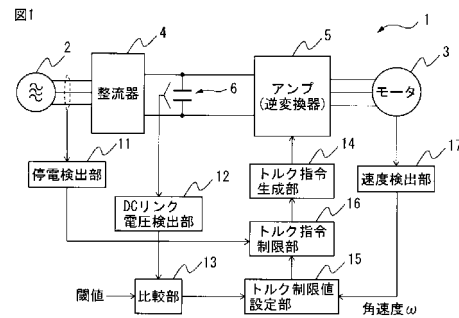 図1
1
2
4
5
3
整流器
6
アンプ
(逆変換器)
モータ
11
12
14
17
停電検出部
DCリンク
電圧検出部
トルク指令
生成部
速度検出部
16
トルク指令
制限部
13
15
閾値
比較部
トルク制限値
設定部
角速度ω